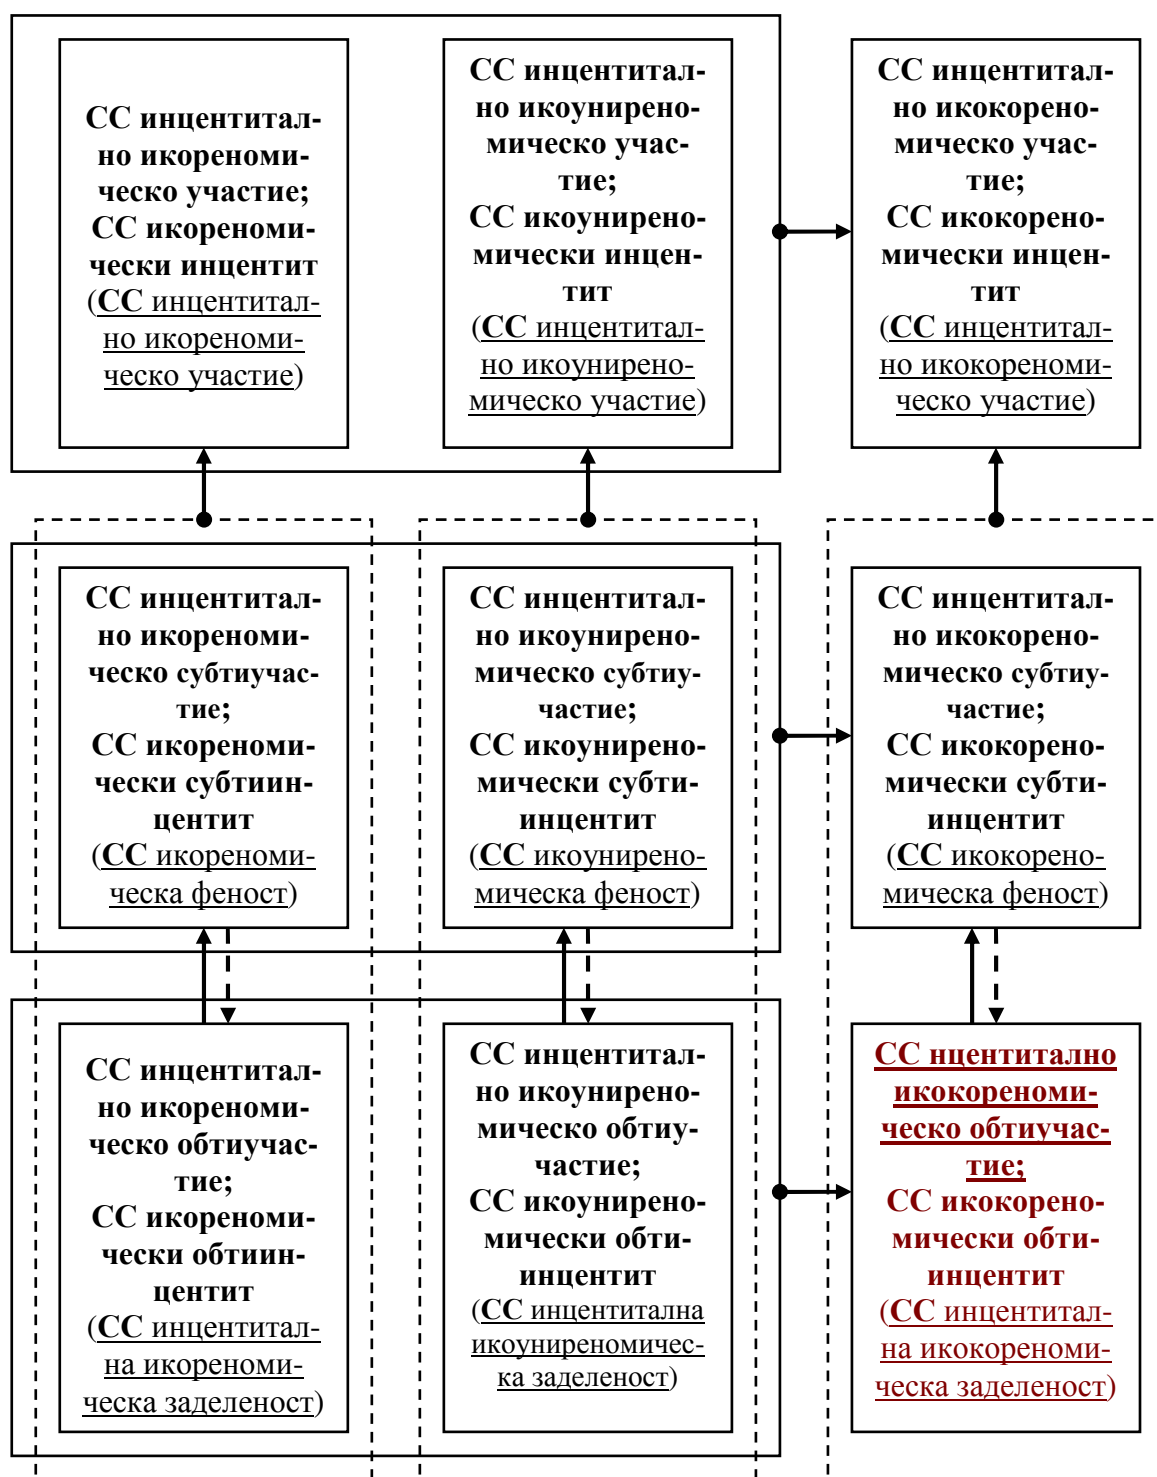 СС инцентитал-
но икореноми-
ческо участие;
СС икореноми-
чески инцентит
(СС инцентитал-
но икореноми-
ческо участие)
СС инцентитал-
но икоунирено-
мическо учас-
тие;
СС икоунирено-
мически инцен-
тит
(СС инцентитал-
но икоунирено-
мическо участие)
СС инцентитал-
но икокорено-
мическо учас-
тие;
СС икокорено-
мически инцен-
тит
(СС инцентитал-
но икокореноми-
ческо участие)
СС инцентитал-
но икореноми-
ческо субтиучас-
тие;
СС икореноми-
чески субтиин-
центит
(СС икореноми-
ческа феност)
СС инцентитал-
но икоунирено-
мическо субтиу-
частие;
СС икоунирено-
мически субти-
инцентит
(СС икоунирено-
мическа феност)
СС инцентитал-
но икокорено-
мическо субтиу-
частие;
СС икокорено-
мически субти-
инцентит
(СС икокорено-
мическа феност)
СС инцентитал-
но икореноми-
ческо обтиучас-
тие;
СС икореноми-
чески обтиин-
центит
(СС инцентитал-
на икореноми-
ческа заделеност)
СС инцентитал-
но икоунирено-
мическо обтиу-
частие;
СС икоунирено-
мически обти-
инцентит
(СС инцентитална
икоуниреномичес-
ка заделеност)
СС нцентитално
икокореноми-
ческо обтиучас-
тие;
СС икокорено-
мически обти-
инцентит
(СС инцентитал-
на икокореноми-
ческа заделеност)